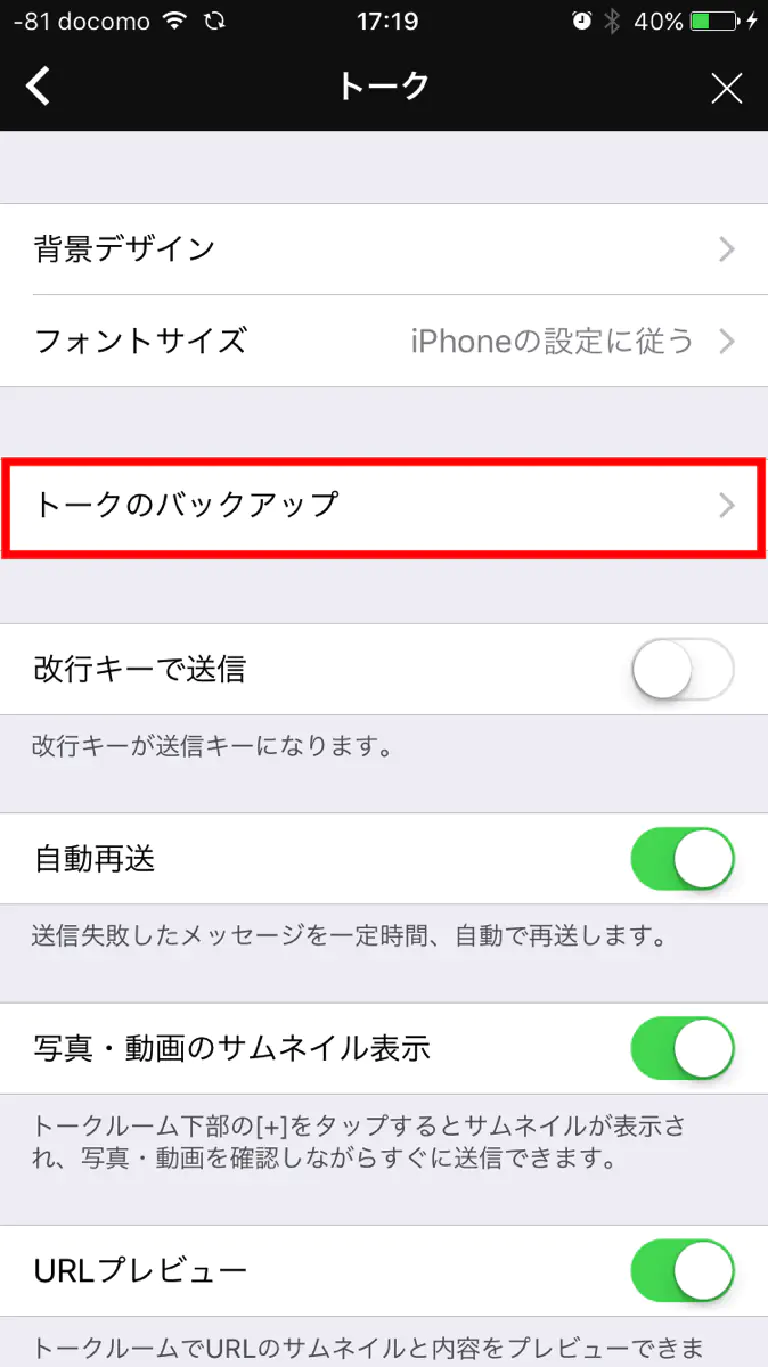 -81 docomo 17:19 40%
トーク
背景デザイン
フォントサイズ iPhoneの設定に従う
トークのバックアップ
改行キーで送信
改行キーが送信キーになります。
自動再送
送信失敗したメッセージを一定時間、自動で再送します。
写真・動画のサムネイル表示
トークルーム下部の[+]をタップするとサムネイルが表示さ
れ、写真・動画を確認しながらすぐに送信できます。
URLプレビュー
トークルームでURLのサムネイルと内容をプレビューできま